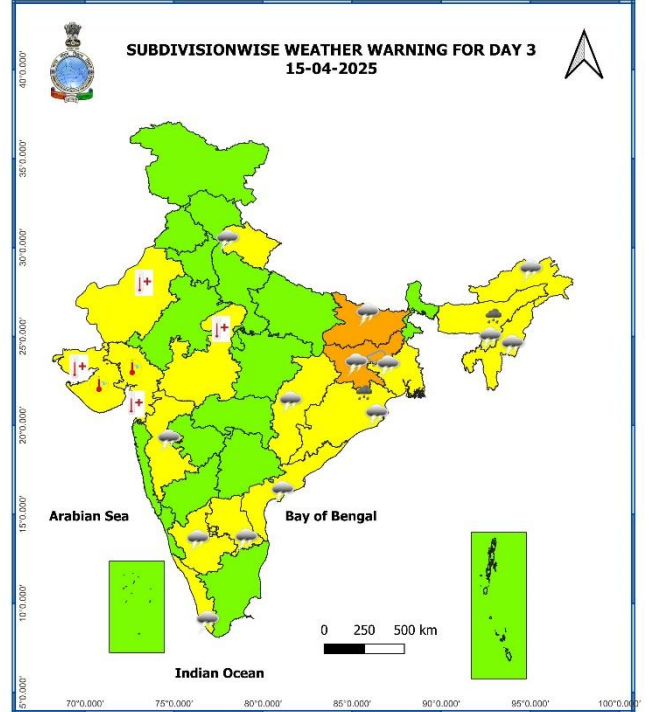 SUBDIVISIONWISE WEATHER WARNING FOR DAY 3
15-04-2025
40°0.000'
35°0.000'
30°0.000'
25°0.000'
20°0.000'
15°0.000'
10°0.000'
5°0.000'
Arabian Sea
Bay of Bengal
0 250 500 km
Indian Ocean
70°0.000' 75°0.000' 80°0.000' 85°0.000' 90°0.000' 95°0.000' 100°0.000'